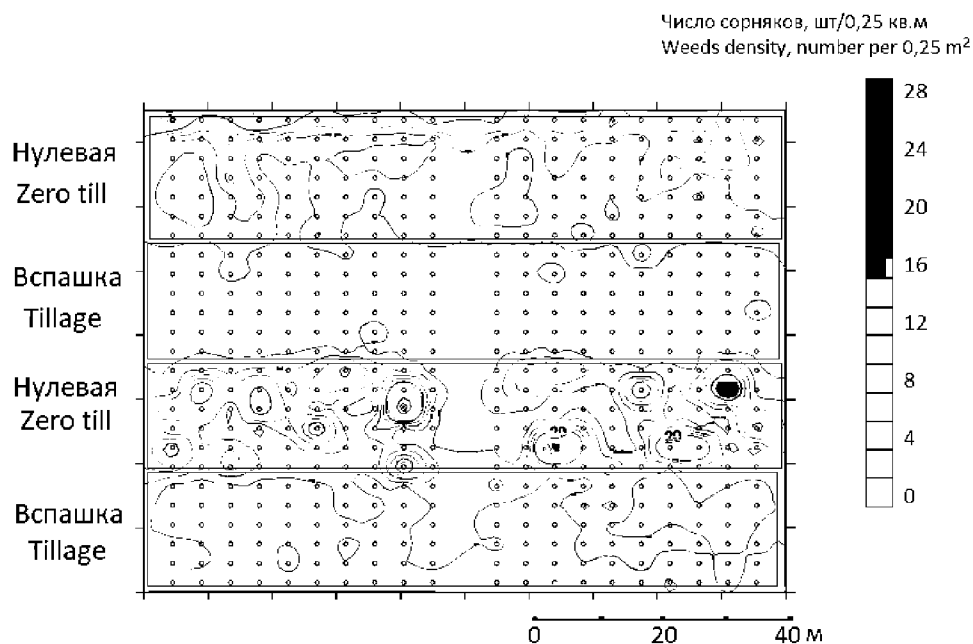 Число сорняков, шт/0,25 кв.м
Weeds density, number per 0,25 m²
28
24
20
16
12
8
4
0
Нулевая
Zero till
Вспашка
Tillage
Нулевая
Zero till
20
20
Вспашка
Tillage
0 20 40 м